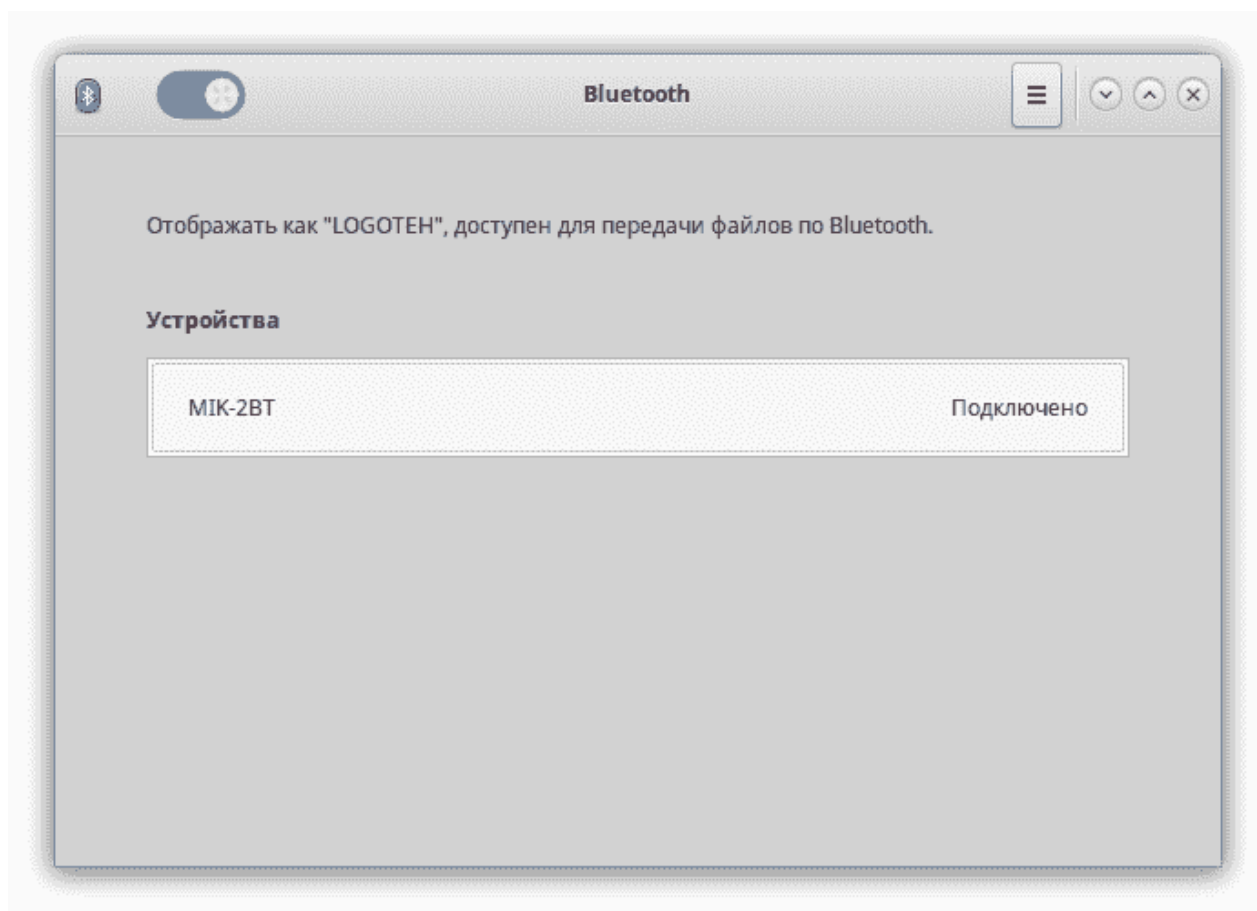 Bluetooth
Отображать как "LOGOTEH", доступен для передачи файлов по Bluetooth.
Устройства
MIK-2BT Подключено